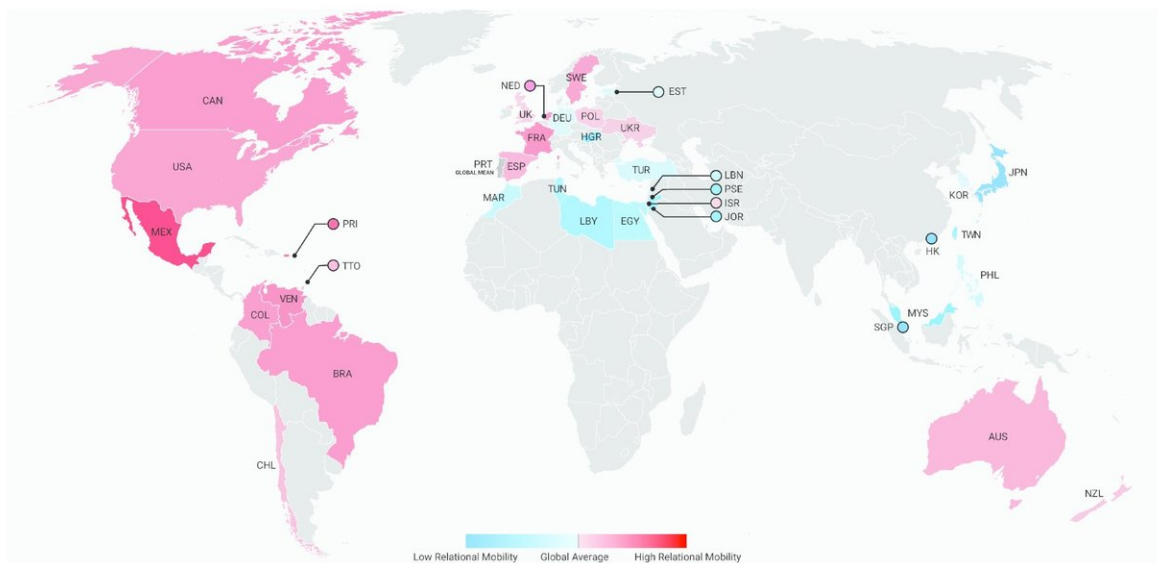 CAN
USA
MEX
PRI
TTO
VEN
COL
BRA
CHL
NED
SWE
EST
UK
DEU
POL
UKR
FRA
HGR
PRT
GLOBAL MEAN
ESP
TUR
MAR
TUN
LBY
EGY
LBN
PSE
ISR
JOR
JPN
KOR
HK
TWN
PHL
MYS
SGP
AUS
NZL
Low Relational Mobility Global Average High Relational Mobility